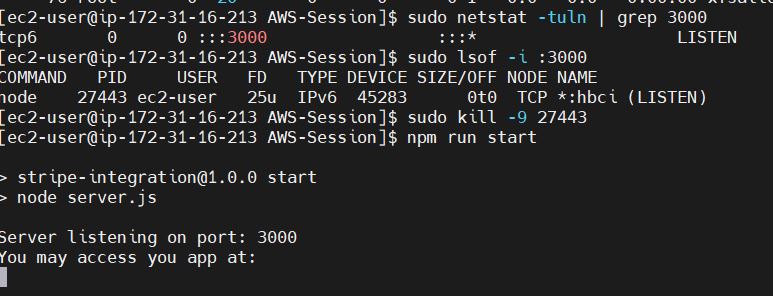 [ec2-user@ip-172-31-16-213 AWS-Session]$ sudo netstat -tuln | grep 3000
tcp6 0 0 :::3000 :::* LISTEN
[ec2-user@ip-172-31-16-213 AWS-Session]$ sudo lsof -i :3000
COMMAND PID USER FD TYPE DEVICE SIZE/OFF NODE NAME
node 27443 ec2-user 25u IPv6 45283 0t0 TCP *:hbci (LISTEN)
[ec2-user@ip-172-31-16-213 AWS-Session]$ sudo kill -9 27443
[ec2-user@ip-172-31-16-213 AWS-Session]$ npm run start
> stripe-integration@1.0.0 start
> node server.js
Server listening on port: 3000
You may access you app at: